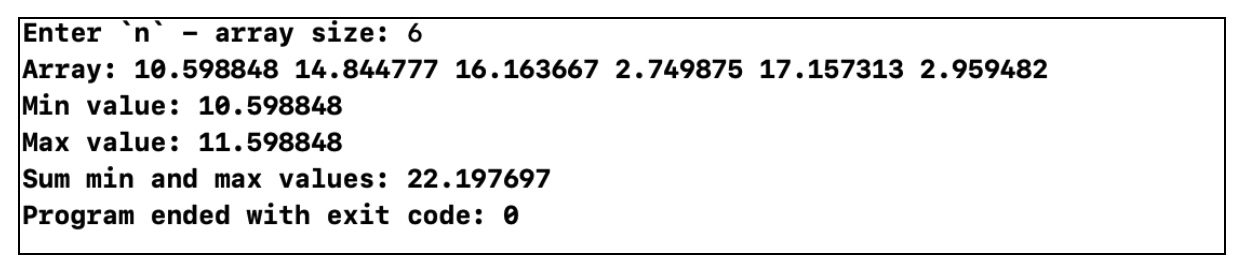 Enter `n` – array size: 6
Array: 10.598848 14.844777 16.163667 2.749875 17.157313 2.959482
Min value: 10.598848
Max value: 11.598848
Sum min and max values: 22.197697
Program ended with exit code: 0